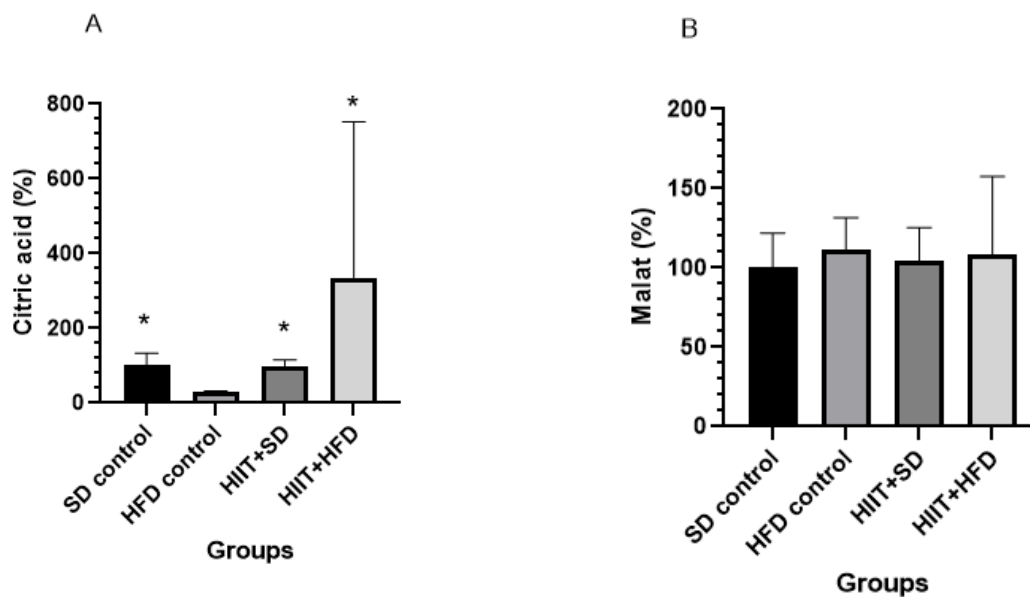 A
Citric acid (%)
800
600
400
200
0
*
*
*
SD control
HFD control
HIIT+SD
HIIT+HFD
Groups
B
Malat (%)
200
150
100
50
0
SD control
HFD control
HIIT+SD
HIIT+HFD
Groups